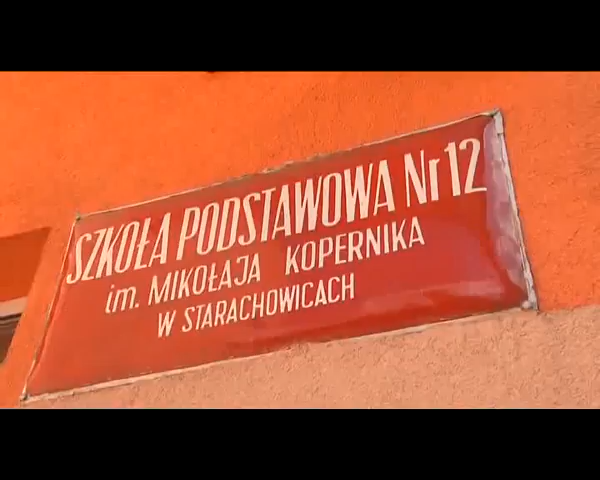 SZKOŁA PODSTAWOWA Nr 12
im. MIKOŁAJA KOPERNIKA
W STARACHOWICACH